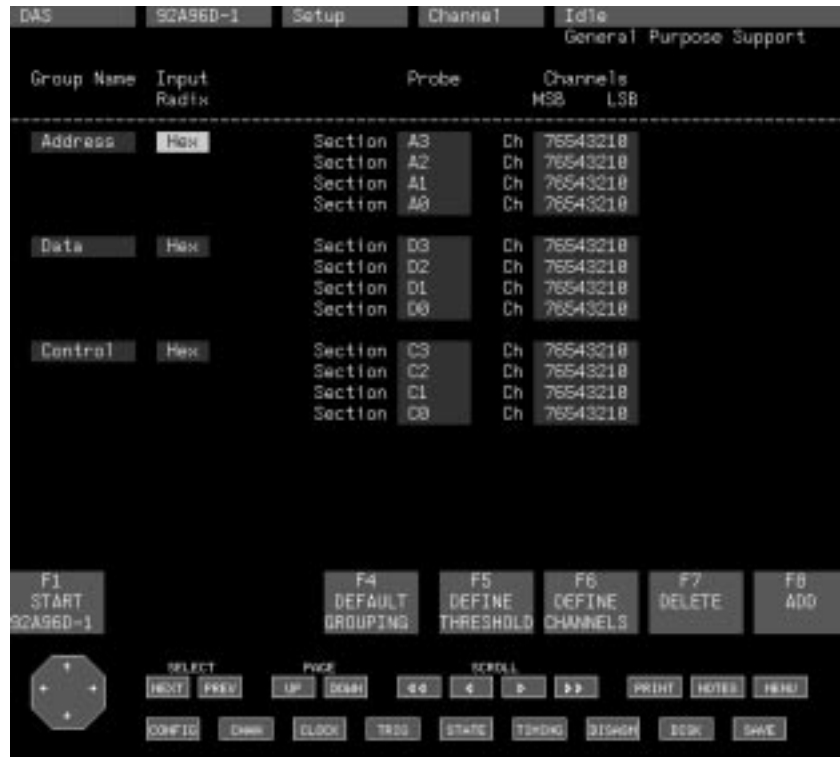 DAS 92A96D-1 Setup Channel Idle
General Purpose Support
Group Name Input Probe Channels
Radix MSB LSB
Address Hex Section A3 Ch 76543210
Section A2 Ch 76543210
Section A1 Ch 76543210
Section A0 Ch 76543210
Data Hex Section D3 Ch 76543210
Section D2 Ch 76543210
Section D1 Ch 76543210
Section D0 Ch 76543210
Control Hex Section C3 Ch 76543210
Section C2 Ch 76543210
Section C1 Ch 76543210
Section C0 Ch 76543210
F1 F4 F5 F6 F7 F8
START DEFAULT DEFINE DEFINE DELETE ADD
92A96D-1 GROUPING THRESHOLD CHANNELS
SELECT PAGE SCROLL
NEXT PREV UP DOWN PRINT NOTES MENU
CONFIG CHAN CLOCK TRIG STATE TIMING DISASM DISK SAVE